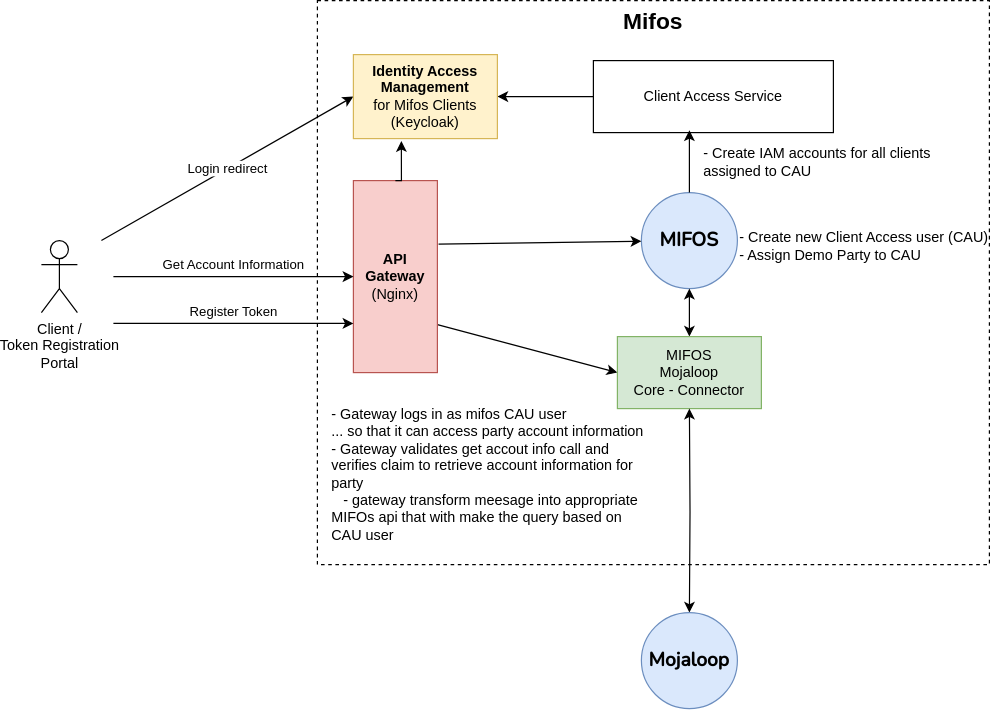 Mifos
Identity Access
Management
for Mifos Clients
(Keycloak)
Client Access Service
- Create IAM accounts for all clients
assigned to CAU
Login redirect
MIFOS
- Create new Client Access user (CAU)
- Assign Demo Party to CAU
API
Gateway
(Nginx)
Get Account Information
Register Token
Client /
Token Registration
Portal
MIFOS
Mojaloop
Core - Connector
- Gateway logs in as mifos CAU user
... so that it can access party account information
- Gateway validates get accout info call and
verifies claim to retrieve account information for
party
- gateway transform meesage into appropriate
MIFOs api that with make the query based on
CAU user
Mojaloop